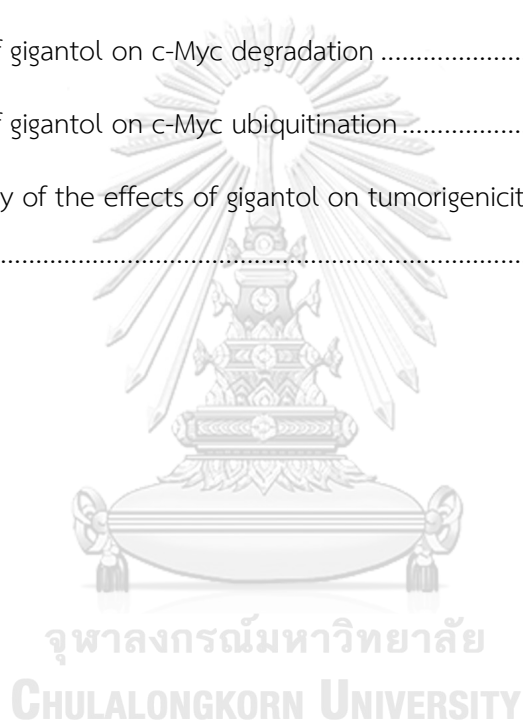 f gigantol on c-Myc degradation ...................
f gigantol on c-Myc ubiquitination................
y of the effects of gigantol on tumorigenicit
.........................................................................
จุฬาลงกรณ์มหาวิทยาลัย
CHULALONGKORN UNIVERSITY